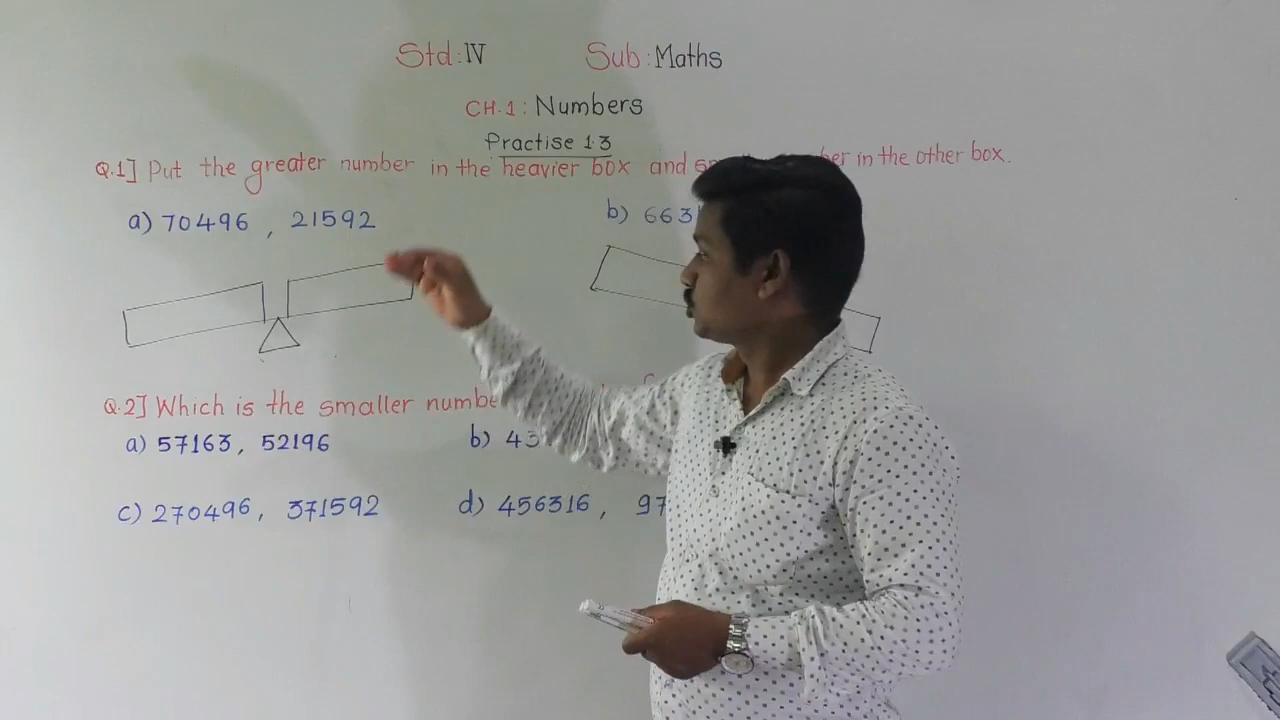 Std: IV Sub: Maths
CH.1: Numbers
Practise 1.3
Q.1] Put the greater number in the heavier box and in the other box.
a) 70496 , 21592 b) 663
Q.2] Which is the smaller
a) 57163, 52196 b) 43
c) 270496, 371592 d) 456316, 97